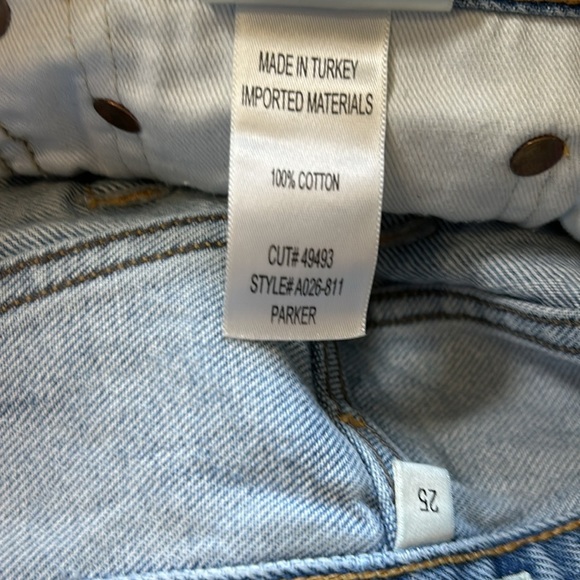 MADE IN TURKEY
IMPORTED MATERIALS
100% COTTON
CUT# 49493
STYLE# A026-811
PARKER
25